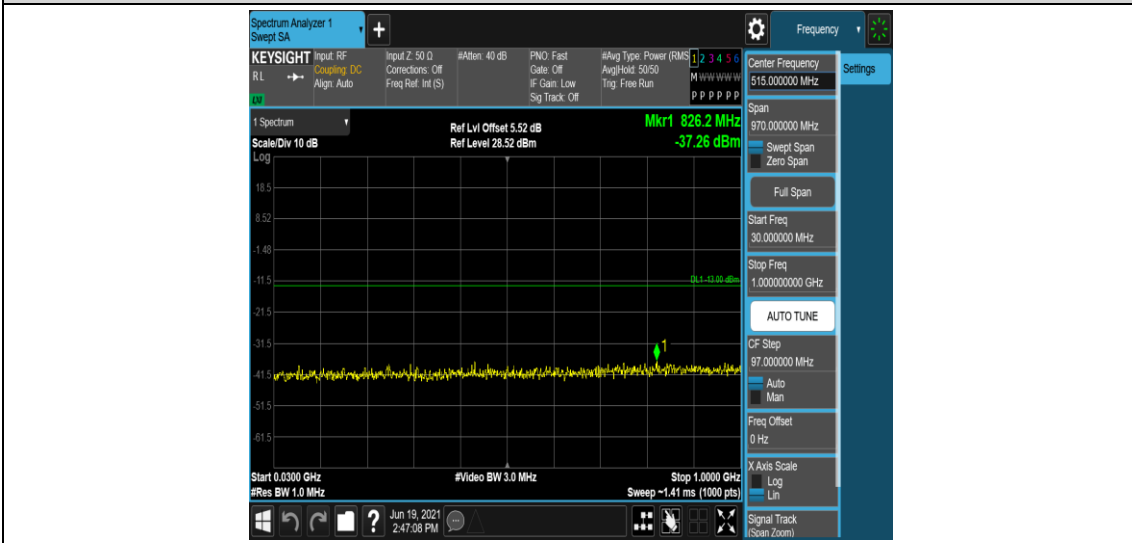 Spectrum Analyzer 1
Swept SA
+
Frequency
KEYSIGHT
RL
LXI
Input: RF
Coupling: DC
Align: Auto
Input Z: 50 Ω
Corrections: Off
Freq Ref: Int (S)
#Atten: 40 dB
PNO: Fast
Gate: Off
IF Gain: Low
Sig Track: Off
#Avg Type: Power (RMS
Avg|Hold: 50/50
Trig: Free Run
1 2 3 4 5 6
M W W W W W
P P P P P P
1 Spectrum
Scale/Div 10 dB
Log
Ref Lvl Offset 5.52 dB
Ref Level 28.52 dBm
Mkr1 826.2 MHz
-37.26 dBm
18.5
8.52
-1.48
-11.5
-21.5
-31.5
-41.5
-51.5
-61.5
DL1 -13.00 dBm
1
Start 0.0300 GHz
#Res BW 1.0 MHz
#Video BW 3.0 MHz
Stop 1.0000 GHz
Sweep ~1.41 ms (1000 pts)
?
Jun 19, 2021
2:47:08 PM
Center Frequency
515.000000 MHz
Settings
Span
970.000000 MHz
Swept Span
Zero Span
Full Span
Start Freq
30.000000 MHz
Stop Freq
1.000000000 GHz
AUTO TUNE
CF Step
97.000000 MHz
Auto
Man
Freq Offset
0 Hz
X Axis Scale
Log
Lin
Signal Track
(Span Zoom)